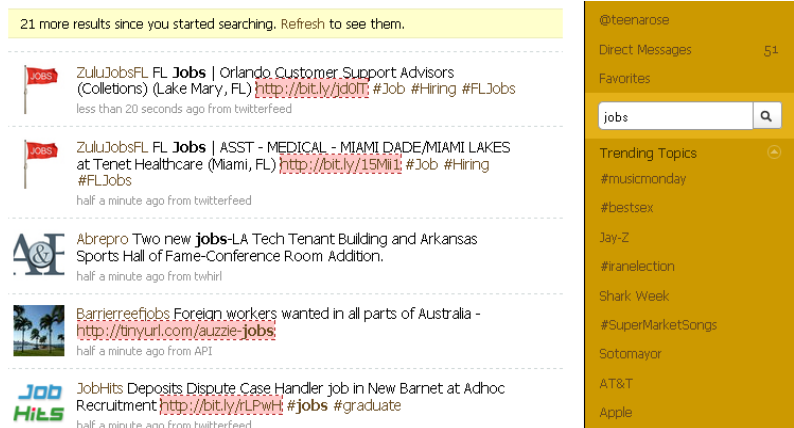 21 more results since you started searching. Refresh to see them.
JOBS
ZuluJobsFL FL Jobs | Orlando Customer Support Advisors
(Colletions) (Lake Mary, FL) http://bit.ly/jd0lT #Job #Hiring #FLJobs
less than 20 seconds ago from twitterfeed
JOBS
ZuluJobsFL FL Jobs | ASST - MEDICAL - MIAMI DADE/MIAMI LAKES
at Tenet Healthcare (Miami, FL) http://bit.ly/15Mii1 #Job #Hiring
#FLJobs
half a minute ago from twitterfeed
A&E
Abrepro Two new jobs-LA Tech Tenant Building and Arkansas
Sports Hall of Fame-Conference Room Addition.
half a minute ago from twhirl
Barrierreefjobs Foreign workers wanted in all parts of Australia -
http://tinyurl.com/auzzie-jobs
half a minute ago from API
Job
Hits
JobHits Deposits Dispute Case Handler job in New Barnet at Adhoc
Recruitment http://bit.ly/rLPwH #jobs #graduate
half a minute ago from twitterfeed
@teenarose
Direct Messages 51
Favorites
jobs
Trending Topics
#musicmonday
#bestsex
Jay-Z
#iranelection
Shark Week
#SuperMarketSongs
Sotomayor
AT&T
Apple